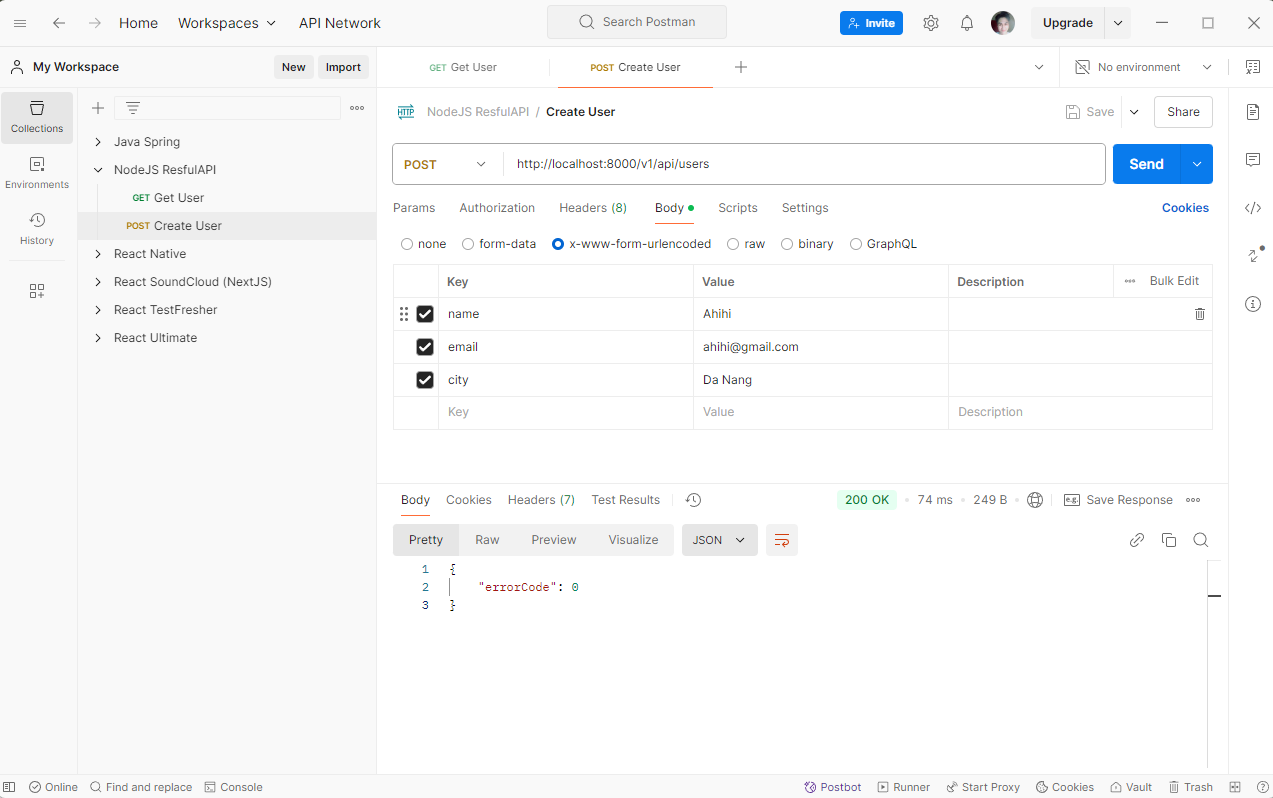 Home Workspaces API Network Search Postman Invite Upgrade
My Workspace New Import GET Get User POST Create User No environment
Collections
Environments
History
Java Spring
NodeJS ResfulAPI
GET Get User
POST Create User
React Native
React SoundCloud (NextJS)
React TestFresher
React Ultimate
HTTP NodeJS ResfulAPI / Create User Save Share
POST http://localhost:8000/v1/api/users Send
Params Authorization Headers (8) Body Scripts Settings Cookies
none form-data x-www-form-urlencoded raw binary GraphQL
Key Value Description Bulk Edit
name Ahihi
email ahihi@gmail.com
city Da Nang
Key Value Description
Body Cookies Headers (7) Test Results 200 OK 74 ms 249 B e.g. Save Response
Pretty Raw Preview Visualize JSON
1 {
2 "errorCode": 0
3 }
Online Find and replace Console Postbot Runner Start Proxy Cookies Vault Trash